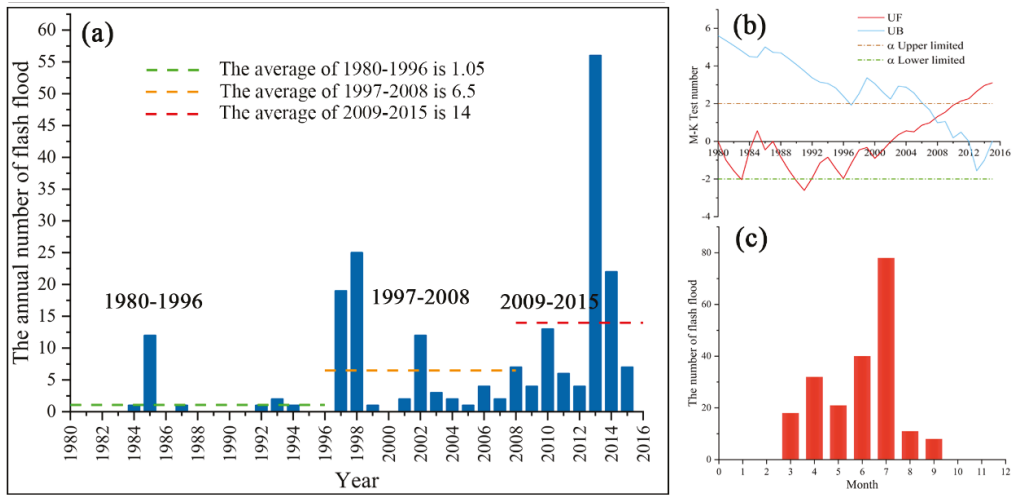 (a)
The annual number of flash flood
60
55
50
45
40
35
30
25
20
15
10
5
0
The average of 1980-1996 is 1.05
The average of 1997-2008 is 6.5
The average of 2009-2015 is 14
1980-1996
1997-2008
2009-2015
1980 1982 1984 1986 1988 1990 1992 1994 1996 1998 2000 2002 2004 2006 2008 2010 2012 2014 2016
Year
(b)
UF
UB
α Upper limited
α Lower limited
M-K Test number
6
4
2
0
-2
-4
1980 1984 1988 1992 1996 2000 2004 2008 2012 2016
(c)
The number of flash flood
80
60
40
20
0
0 1 2 3 4 5 6 7 8 9 10 11 12
Month